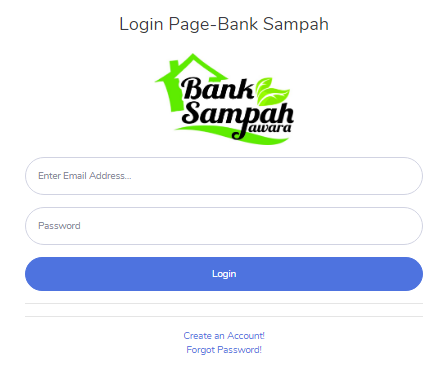 Login Page-Bank Sampah
Bank
Sampah
awara
Enter Email Address...
Password
Login
Create an Account!
Forgot Password!